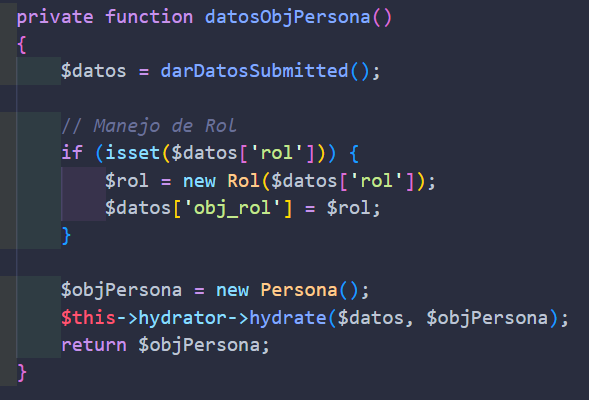 private function datosObjPersona()
{
    $datos = darDatosSubmitted();
    // Manejo de Rol
    if (isset($datos['rol'])) {
        $rol = new Rol($datos['rol']);
        $datos['obj_rol'] = $rol;
    }
    $objPersona = new Persona();
    $this->hydrator->hydrate($datos, $objPersona);
    return $objPersona;
}